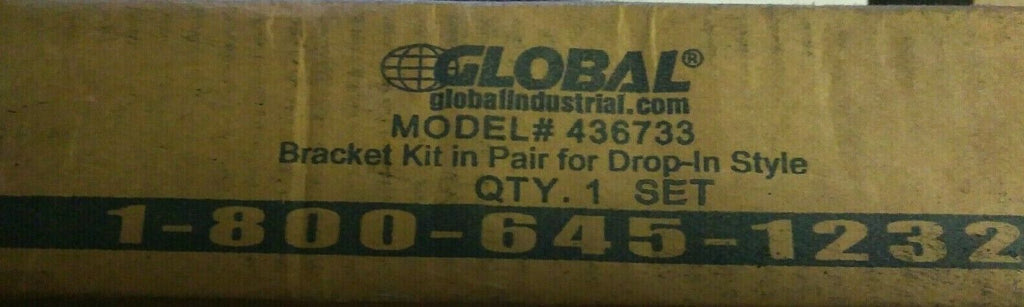 GLOBAL®
globalindustrial.com
MODEL# 436733
Bracket Kit in Pair for Drop-In Style
QTY. 1 SET
1-800-645-1232